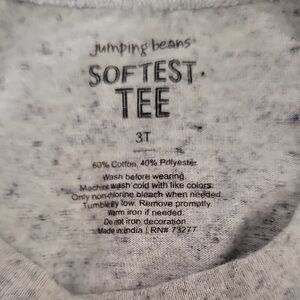 jumping beans®
SOFTEST
TEE
3T
60% Cotton, 40% Polyester
Wash before wearing.
Machine wash cold with like colors.
Only non-chlorine bleach when needed.
Tumble dry low. Remove promptly.
Warm iron if needed.
Do not iron decoration.
Made in India | RN# 73277